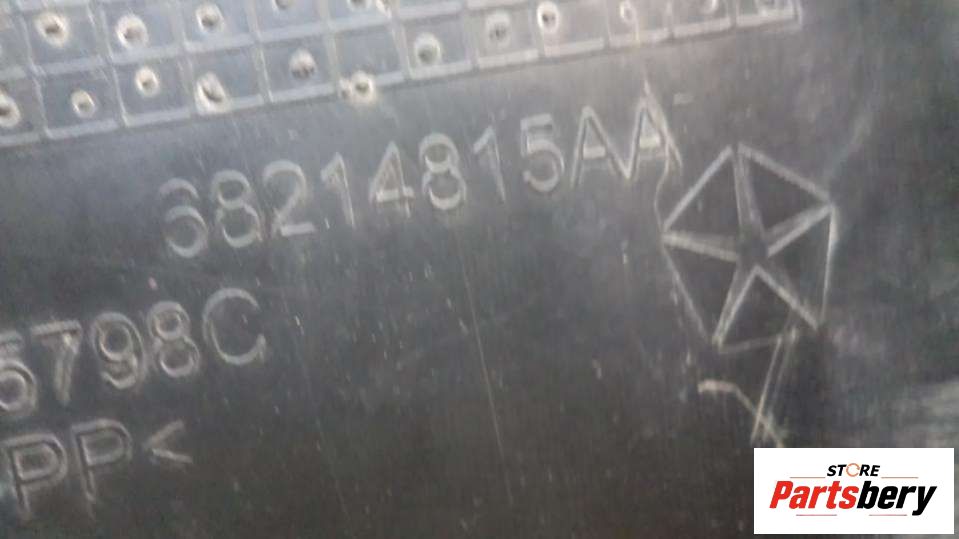 68214815AA
5798C
PP<
STORE
Partsbery